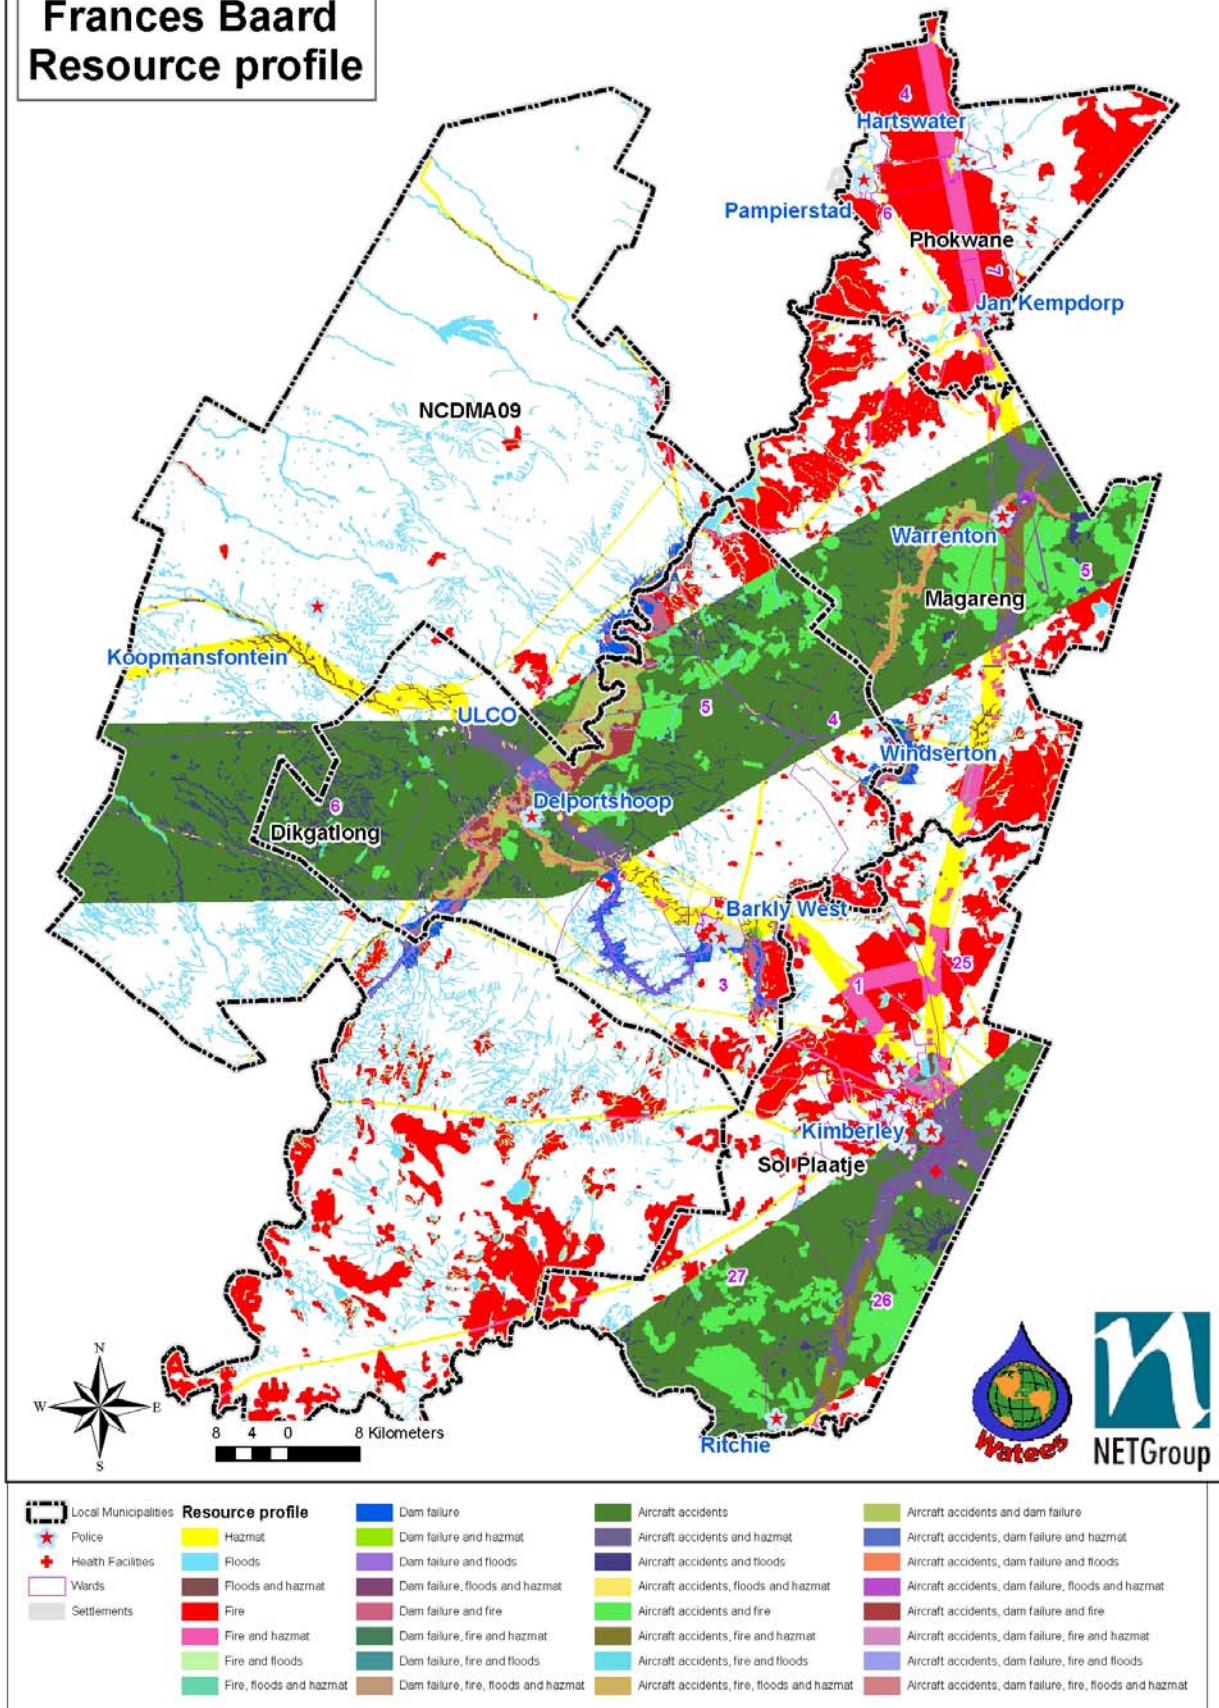 Frances Baard
Resource profile
4
Hartswater
Pampierstad
6
Phokwane
7
Jan Kempdorp
NCDMA09
Warrenton
5
Magareng
Koopmansfontein
ULCO
5
4
Windserton
6
Delportshoop
Dikgatlong
Barkly West
25
3
1
Kimberley
Sol Plaatje
27
26
Ritchie
N
W
E
S
8 4 0 8 Kilometers
Watees
NETGroup
Local Municipalities
Police
Health Facilities
Wards
Settlements
Resource profile
Hazmat
Floods
Floods and hazmat
Fire
Fire and hazmat
Fire and floods
Fire, floods and hazmat
Dam failure
Dam failure and hazmat
Dam failure and floods
Dam failure, floods and hazmat
Dam failure and fire
Dam failure, fire and hazmat
Dam failure, fire and floods
Dam failure, fire, floods and hazmat
Aircraft accidents
Aircraft accidents and hazmat
Aircraft accidents and floods
Aircraft accidents, floods and hazmat
Aircraft accidents and fire
Aircraft accidents, fire and hazmat
Aircraft accidents, fire and floods
Aircraft accidents, fire, floods and hazmat
Aircraft accidents and dam failure
Aircraft accidents, dam failure and hazmat
Aircraft accidents, dam failure and floods
Aircraft accidents, dam failure, floods and hazmat
Aircraft accidents, dam failure and fire
Aircraft accidents, dam failure, fire and hazmat
Aircraft accidents, dam failure, fire and floods
Aircraft accidents, dam failure, fire, floods and hazmat